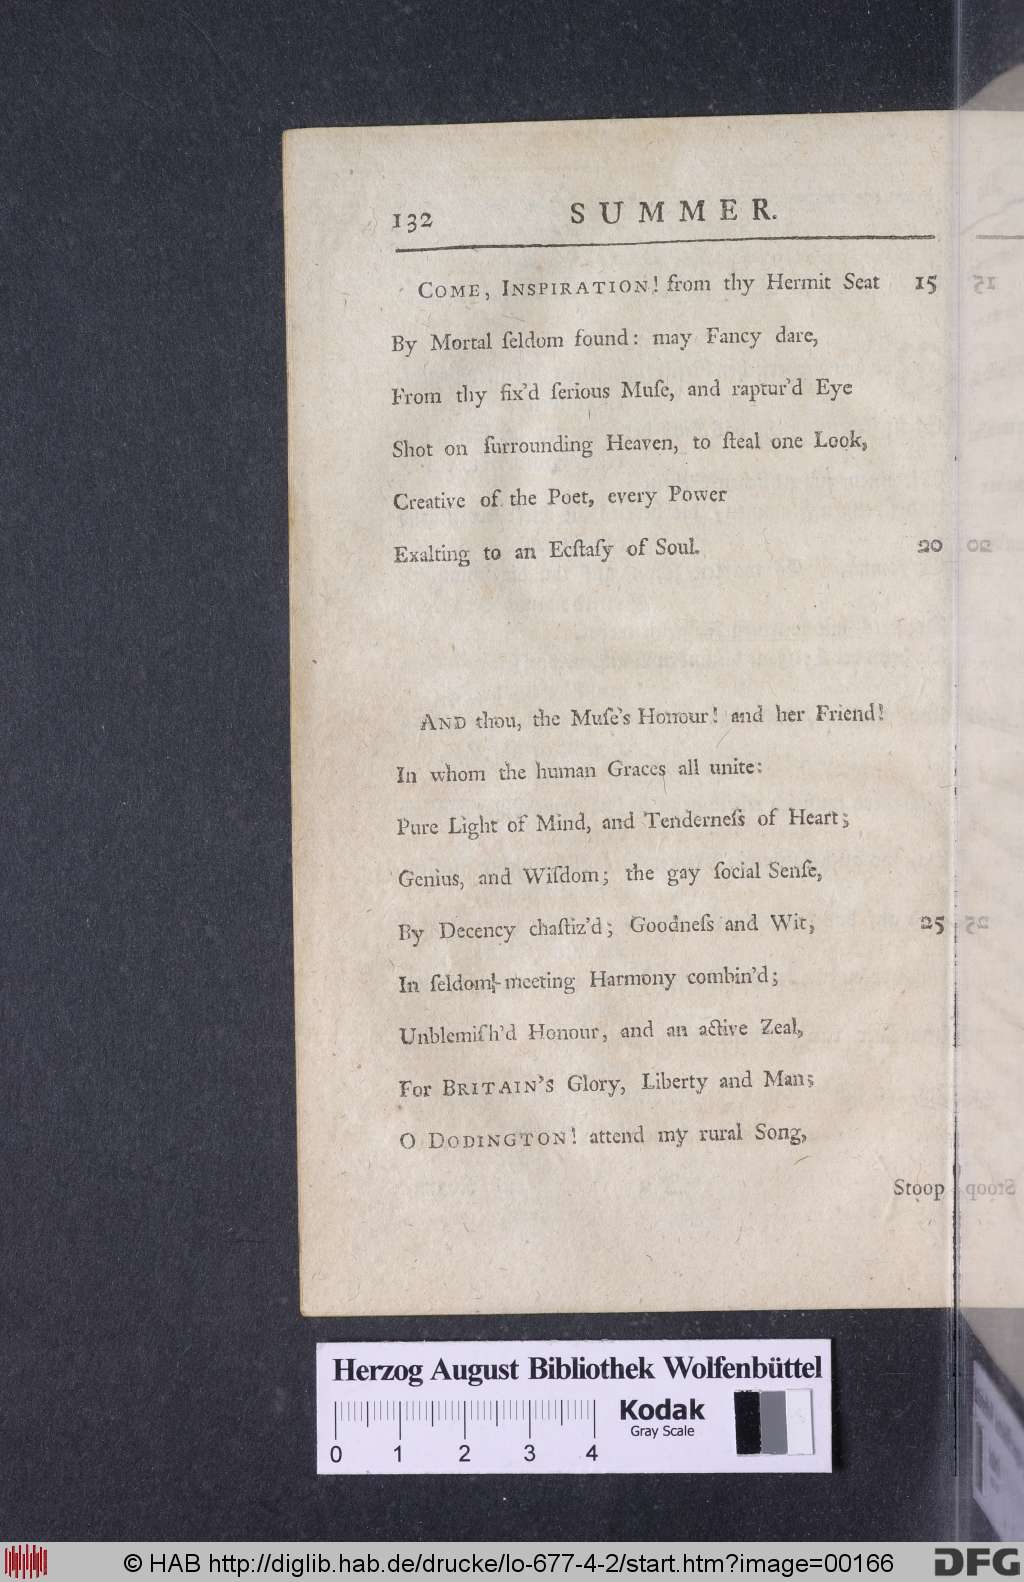 132 SUMMER.
COME, INSPIRATION! from thy Hermit Seat 15
By Mortal ſeldom found: may Fancy dare,
From thy fix'd ſerious Muſe, and raptur'd Eye
Shot on ſurrounding Heaven, to ſteal one Look,
Creative of the Poet, every Power
Exalting to an Ecſtaſy of Soul. 20
AND thou, the Muſe's Honour! and her Friend!
In whom the human Graces all unite:
Pure Light of Mind, and Tenderneſs of Heart;
Genius, and Wiſdom; the gay ſocial Senſe,
By Decency chaſtiz'd; Goodneſs and Wit, 25
In ſeldom-meeting Harmony combin'd;
Unblemiſh'd Honour, and an active Zeal,
For BRITAIN'S Glory, Liberty and Man;
O DODINGTON! attend my rural Song,
Stoop
Herzog August Bibliothek Wolfenbüttel
Kodak
Gray Scale
0 1 2 3 4
© HAB http://diglib.hab.de/drucke/lo-677-4-2/start.htm?image=00166
DFG